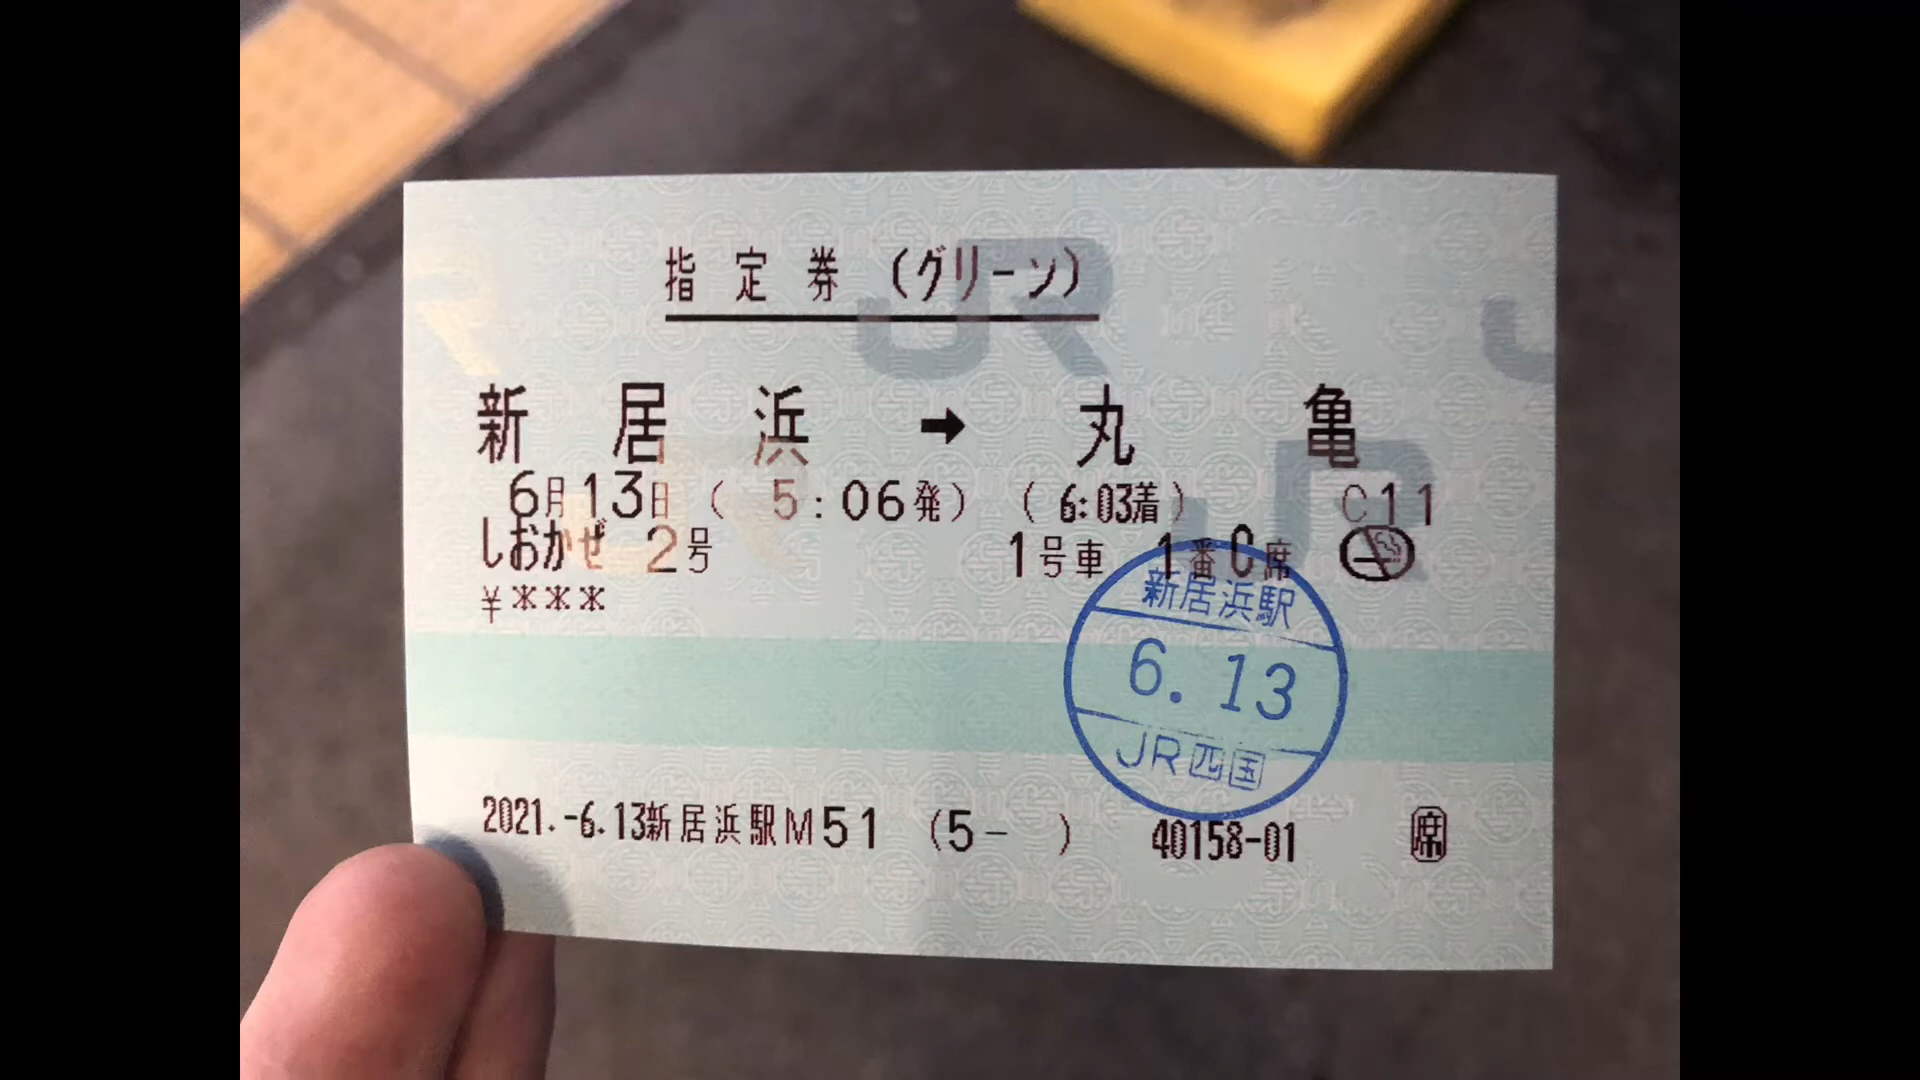 指定券(グリーン)
新居浜 → 丸亀
6月13日 ( 5:06発) ( 6:03着) C11
しおかぜ 2号 1号車 1番C席
¥***
新居浜駅
6.13
JR四国
2021.-6.13新居浜駅M51 (5- ) 40158-01 席
JR
JR